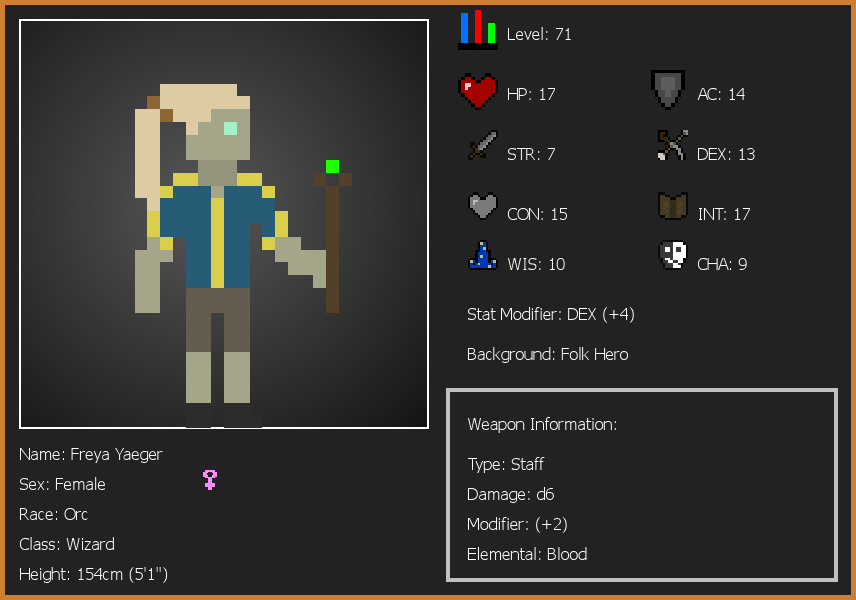 Level: 71
HP: 17
AC: 14
STR: 7
DEX: 13
CON: 15
INT: 17
WIS: 10
CHA: 9
Stat Modifier: DEX (+4)
Background: Folk Hero
Weapon Information:
Type: Staff
Damage: d6
Modifier: (+2)
Elemental: Blood
Name: Freya Yaeger
Sex: Female
Race: Orc
Class: Wizard
Height: 154cm (5'1")